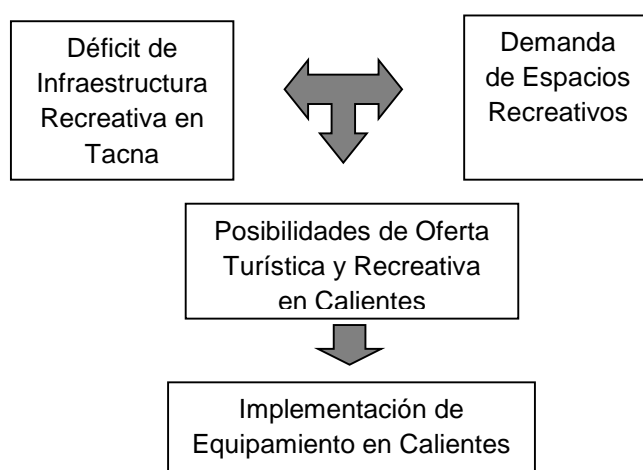 Déficit de
Infraestructura
Recreativa en
Tacna
Demanda
de Espacios
Recreativos
Posibilidades de Oferta
Turística y Recreativa
en Calientes
Implementación de
Equipamiento en Calientes